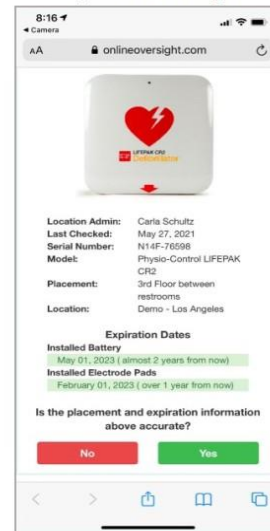 8:16
Camera
AA onlineoversight.com
LIFEPAK CR2
Defibrillator
Location Admin: Carla Schultz
Last Checked: May 27, 2021
Serial Number: N14F-76598
Model: Physio-Control LIFEPAK
CR2
Placement: 3rd Floor between
restrooms
Location: Demo - Los Angeles
Expiration Dates
Installed Battery
May 01, 2023 ( almost 2 years from now)
Installed Electrode Pads
February 01, 2023 ( over 1 year from now)
Is the placement and expiration information
above accurate?
No Yes